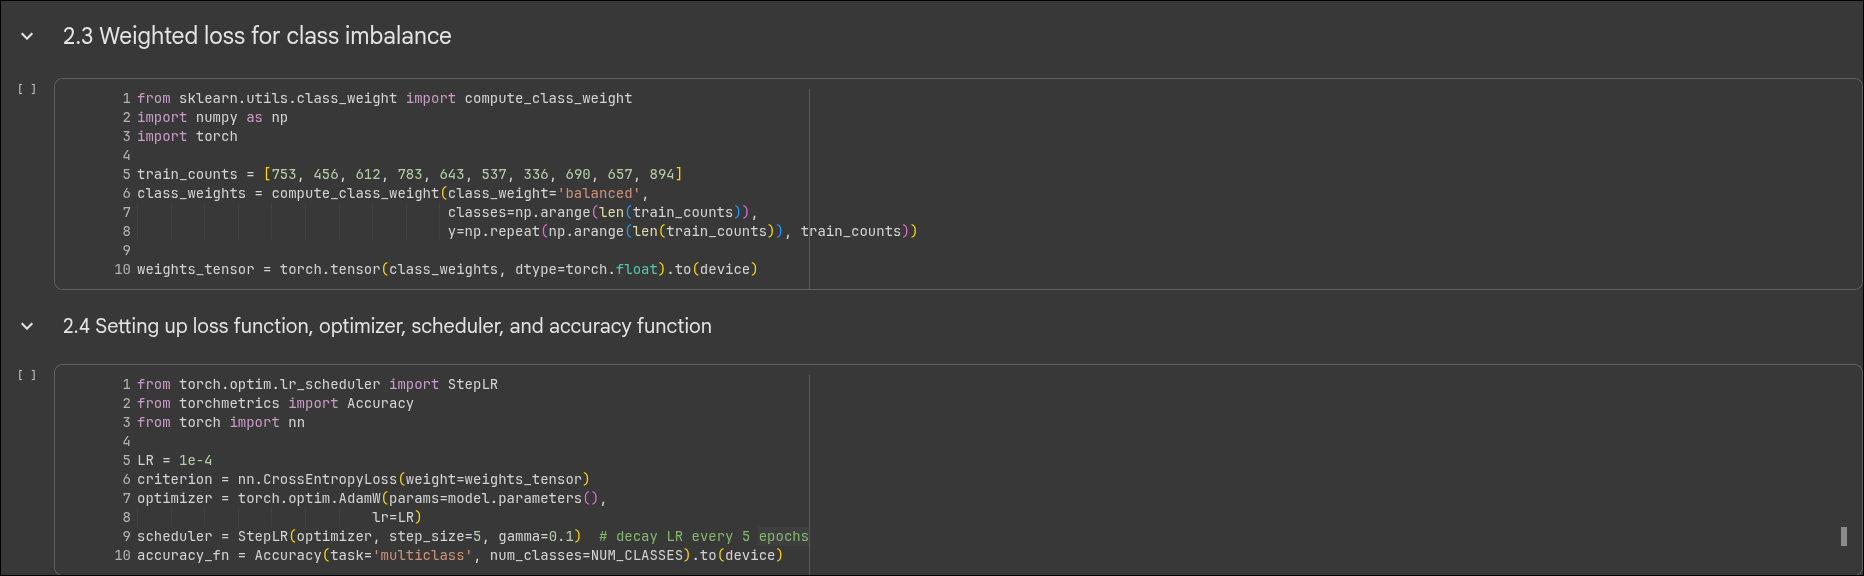 2.3 Weighted loss for class imbalance
[ ]
1 from sklearn.utils.class_weight import compute_class_weight
2 import numpy as np
3 import torch
4
5 train_counts = [753, 456, 612, 783, 643, 537, 336, 690, 657, 894]
6 class_weights = compute_class_weight(class_weight='balanced',
7                                      classes=np.arange(len(train_counts)),
8                                      y=np.repeat(np.arange(len(train_counts)), train_counts))
9
10 weights_tensor = torch.tensor(class_weights, dtype=torch.float).to(device)
2.4 Setting up loss function, optimizer, scheduler, and accuracy function
[ ]
1 from torch.optim.lr_scheduler import StepLR
2 from torchmetrics import Accuracy
3 from torch import nn
4
5 LR = 1e-4
6 criterion = nn.CrossEntropyLoss(weight=weights_tensor)
7 optimizer = torch.optim.AdamW(params=model.parameters(),
8                             lr=LR)
9 scheduler = StepLR(optimizer, step_size=5, gamma=0.1)  # decay LR every 5 epochs
10 accuracy_fn = Accuracy(task='multiclass', num_classes=NUM_CLASSES).to(device)